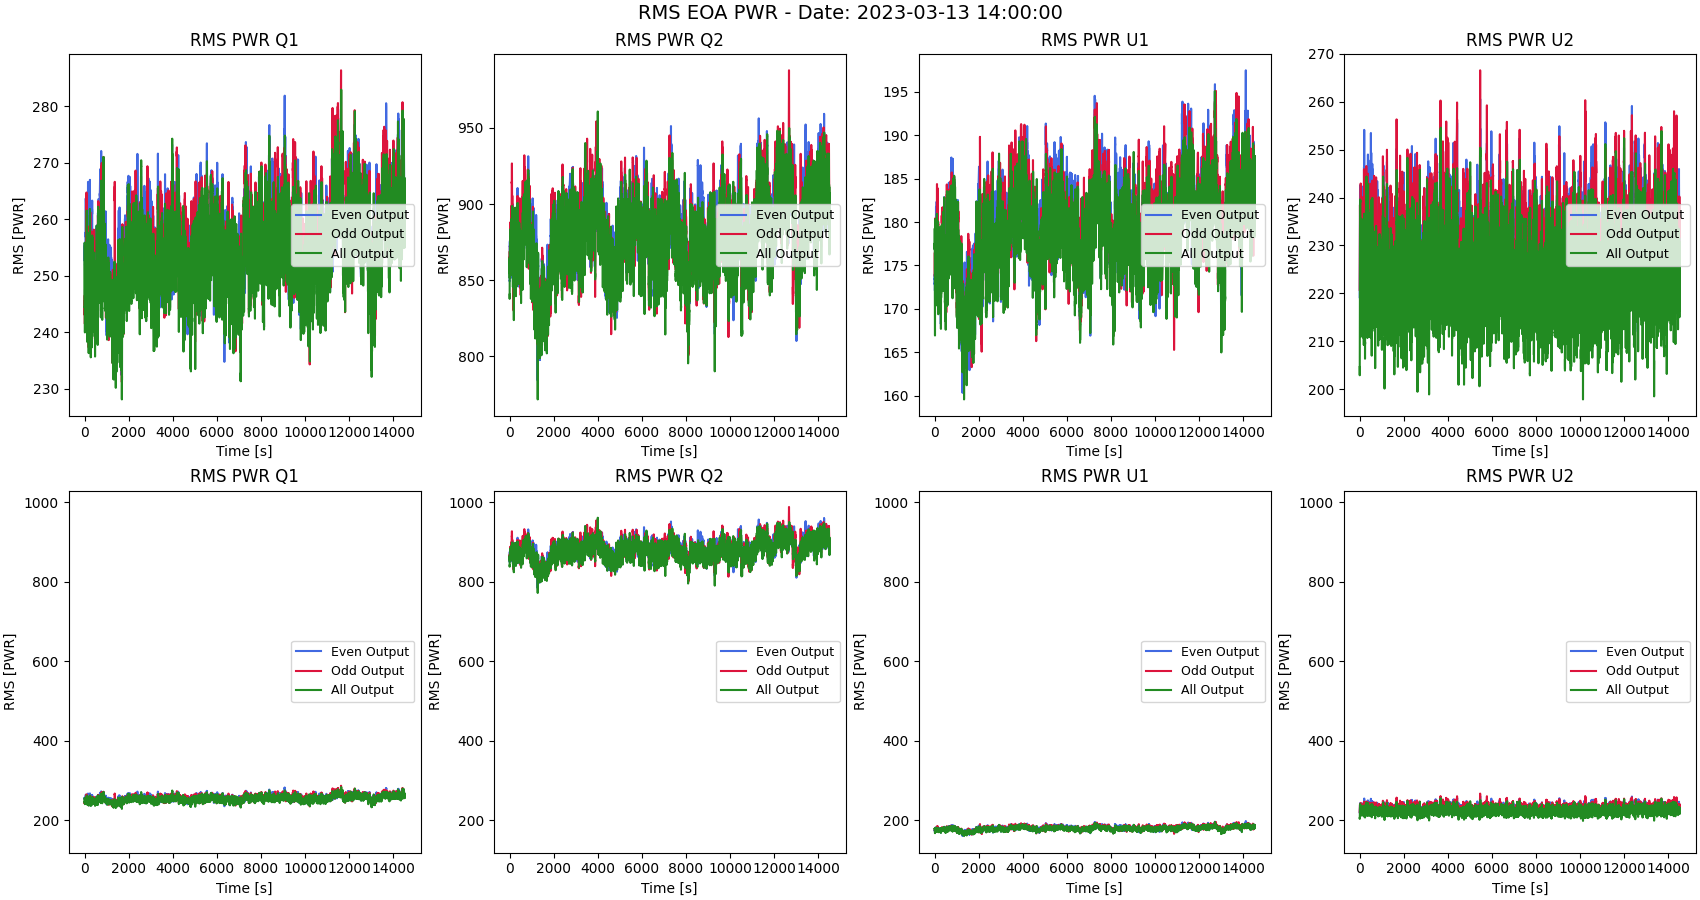 RMS EOA PWR - Date: 2023-03-13 14:00:00
RMS PWR Q1
RMS [PWR]
280
270
260
250
240
230
0 2000 4000 6000 8000 10000 12000 14000
Time [s]
Even Output
Odd Output
All Output
RMS PWR Q2
RMS [PWR]
950
900
850
800
0 2000 4000 6000 8000 10000 12000 14000
Time [s]
Even Output
Odd Output
All Output
RMS PWR U1
RMS [PWR]
195
190
185
180
175
170
165
160
0 2000 4000 6000 8000 10000 12000 14000
Time [s]
Even Output
Odd Output
All Output
RMS PWR U2
RMS [PWR]
270
260
250
240
230
220
210
200
0 2000 4000 6000 8000 10000 12000 14000
Time [s]
Even Output
Odd Output
All Output
RMS PWR Q1
RMS [PWR]
1000
800
600
400
200
0 2000 4000 6000 8000 10000 12000 14000
Time [s]
Even Output
Odd Output
All Output
RMS PWR Q2
RMS [PWR]
1000
800
600
400
200
0 2000 4000 6000 8000 10000 12000 14000
Time [s]
Even Output
Odd Output
All Output
RMS PWR U1
RMS [PWR]
1000
800
600
400
200
0 2000 4000 6000 8000 10000 12000 14000
Time [s]
Even Output
Odd Output
All Output
RMS PWR U2
RMS [PWR]
1000
800
600
400
200
0 2000 4000 6000 8000 10000 12000 14000
Time [s]
Even Output
Odd Output
All Output